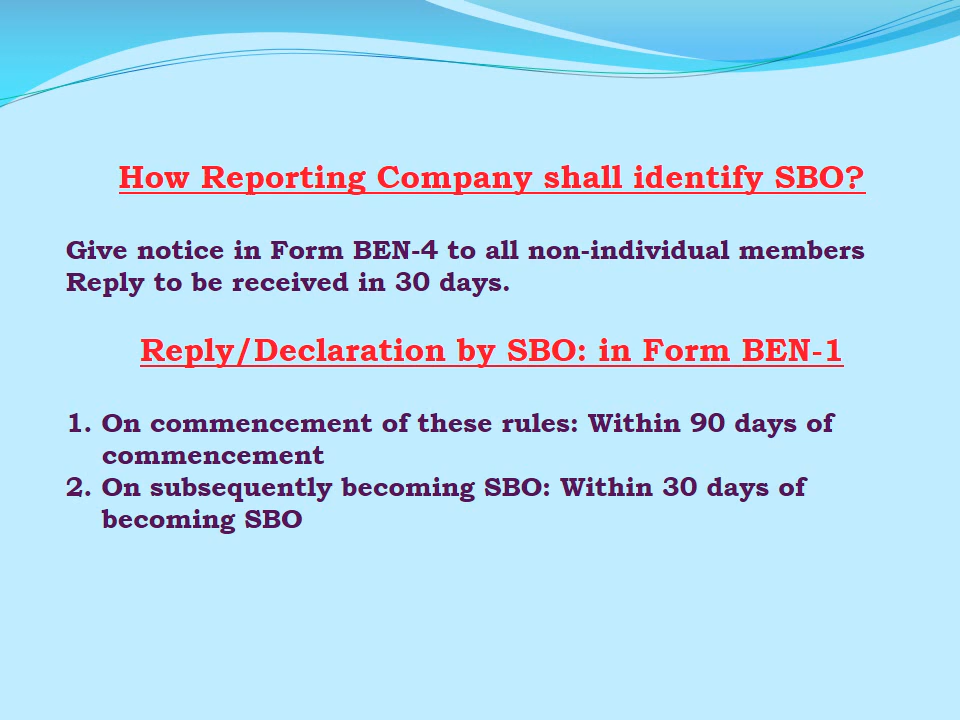 How Reporting Company shall identify SBO?
Give notice in Form BEN-4 to all non-individual members
Reply to be received in 30 days.
Reply/Declaration by SBO: in Form BEN-1
1. On commencement of these rules: Within 90 days of
commencement
2. On subsequently becoming SBO: Within 30 days of
becoming SBO